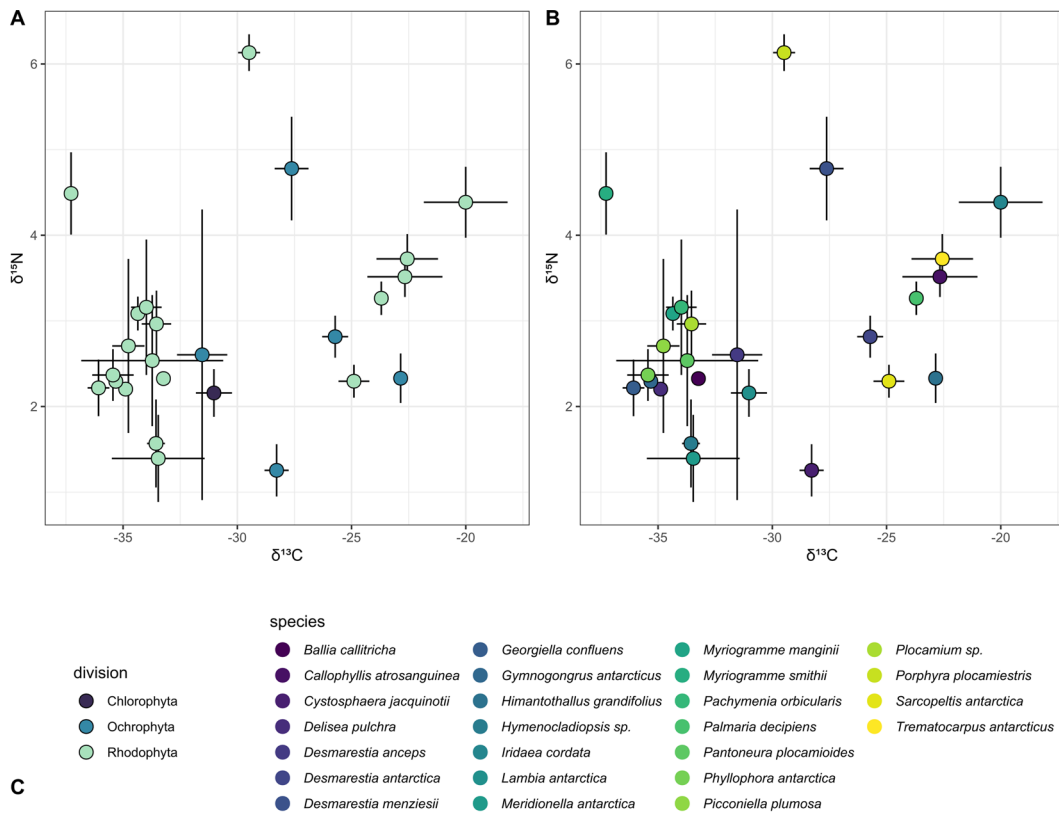 A
B
6
4
2
δ¹⁵N
-35
-30
-25
-20
δ¹³C
6
4
2
δ¹⁵N
-35
-30
-25
-20
δ¹³C
division
Chlorophyta
Ochrophyta
Rhodophyta
species
Ballia callitricha
Callophyllis atrosanguinea
Cystosphaera jacquinotii
Delisea pulchra
Desmarestia anceps
Desmarestia antarctica
Desmarestia menziesii
Georgiella confluens
Gymnogongrus antarcticus
Himantothallus grandifolius
Hymenocladiopsis sp.
Iridaea cordata
Lambia antarctica
Meridionella antarctica
Myriogramme manginii
Myriogramme smithii
Pachymenia orbicularis
Palmaria decipiens
Pantoneura plocamioides
Phyllophora antarctica
Picconiella plumosa
Plocamium sp.
Porphyra plocamiestris
Sarcopeltis antarctica
Trematocarpus antarcticus
C